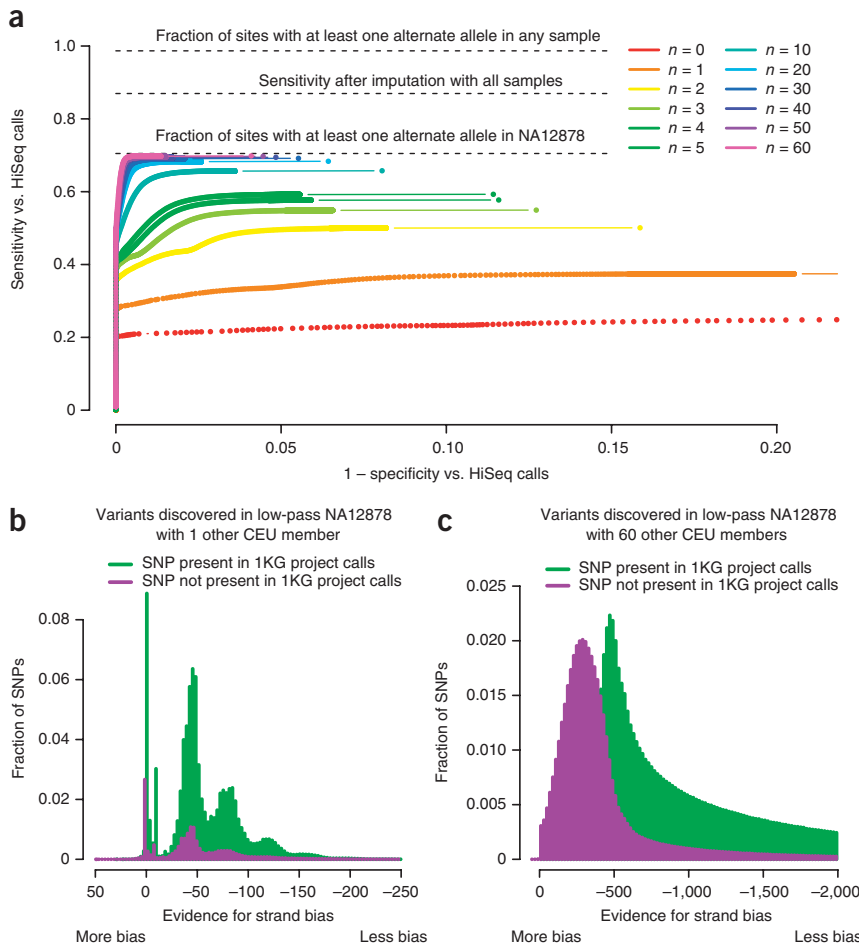 a
Fraction of sites with at least one alternate allele in any sample
Sensitivity after imputation with all samples
Fraction of sites with at least one alternate allele in NA12878
n = 0
n = 1
n = 2
n = 3
n = 4
n = 5
n = 10
n = 20
n = 30
n = 40
n = 50
n = 60
Sensitivity vs. HiSeq calls
1.0
0.8
0.6
0.4
0.2
0
0
0.05
0.10
0.15
0.20
1 – specificity vs. HiSeq calls
b
Variants discovered in low-pass NA12878
with 1 other CEU member
SNP present in 1KG project calls
SNP not present in 1KG project calls
Fraction of SNPs
0.08
0.06
0.04
0.02
0
50
0
–50
–100
–150
–200
–250
Evidence for strand bias
More bias
Less bias
c
Variants discovered in low-pass NA12878
with 60 other CEU members
SNP present in 1KG project calls
SNP not present in 1KG project calls
Fraction of SNPs
0.025
0.020
0.015
0.010
0.005
0
0
–500
–1,000
–1,500
–2,000
Evidence for strand bias
More bias
Less bias